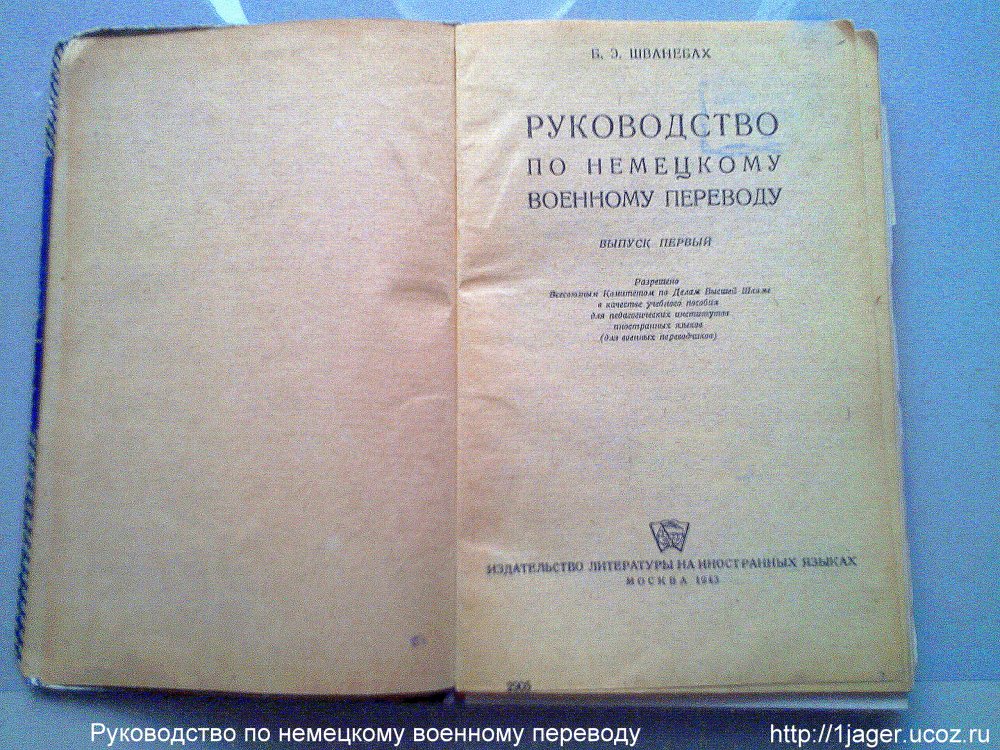 Б. Э. ШВАНЕБАХ
РУКОВОДСТВО
ПО НЕМЕЦКОМУ
ВОЕННОМУ ПЕРЕВОДУ
ВЫПУСК ПЕРВЫЙ
Разрешено
Всесоюзным Комитетом по Делам Высшей Школы
в качестве учебного пособия
для педагогических институтов
иностранных языков
(для военных переводчиков)
ИЗДАТЕЛЬСТВО ЛИТЕРАТУРЫ НА ИНОСТРАННЫХ ЯЗЫКАХ
МОСКВА 1943
Руководство по немецкому военному переводу
http://1jager.ucoz.ru